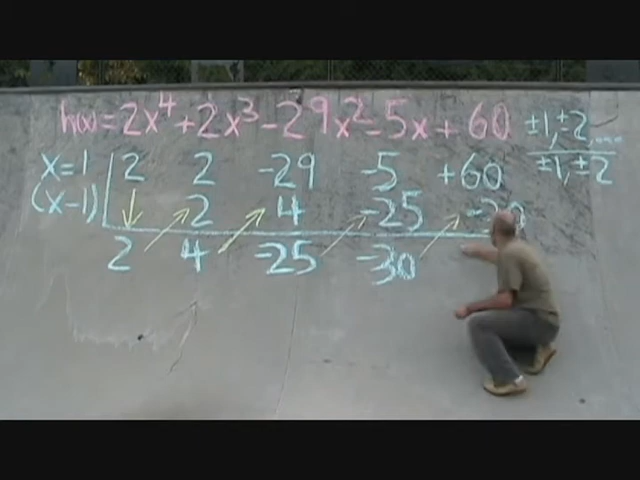 h(x)=2x⁴+2x³-29x²-5x+60
±1,±2....
±1,±2
x=1 2 2 -29 -5 +60
(x-1) 2 4 -25
2 4 -25 -30